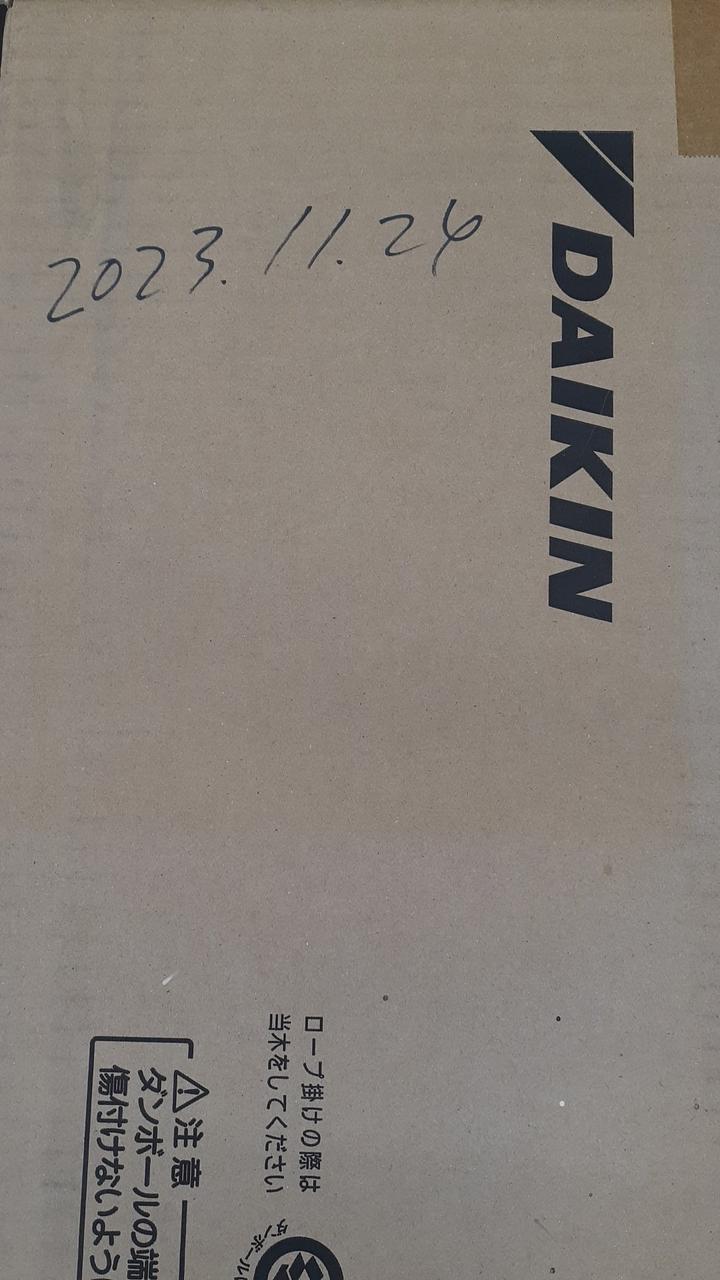 2023.11.24
DAIKIN
ロープ掛けの際は
当木をしてください
注意
ダンボールの端
傷付けないよう